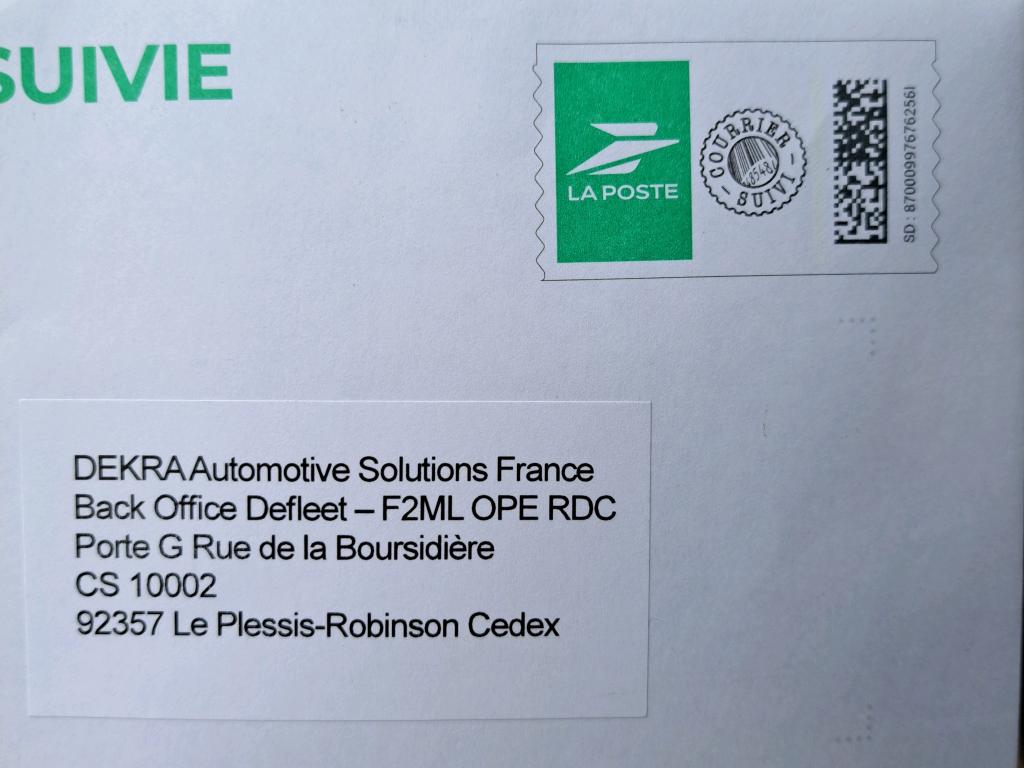 SUIVIE
LA POSTE
COURRIER
SUIVI
SD : 87000997676256I
DEKRA Automotive Solutions France
Back Office Defleet – F2ML OPE RDC
Porte G Rue de la Boursidière
CS 10002
92357 Le Plessis-Robinson Cedex